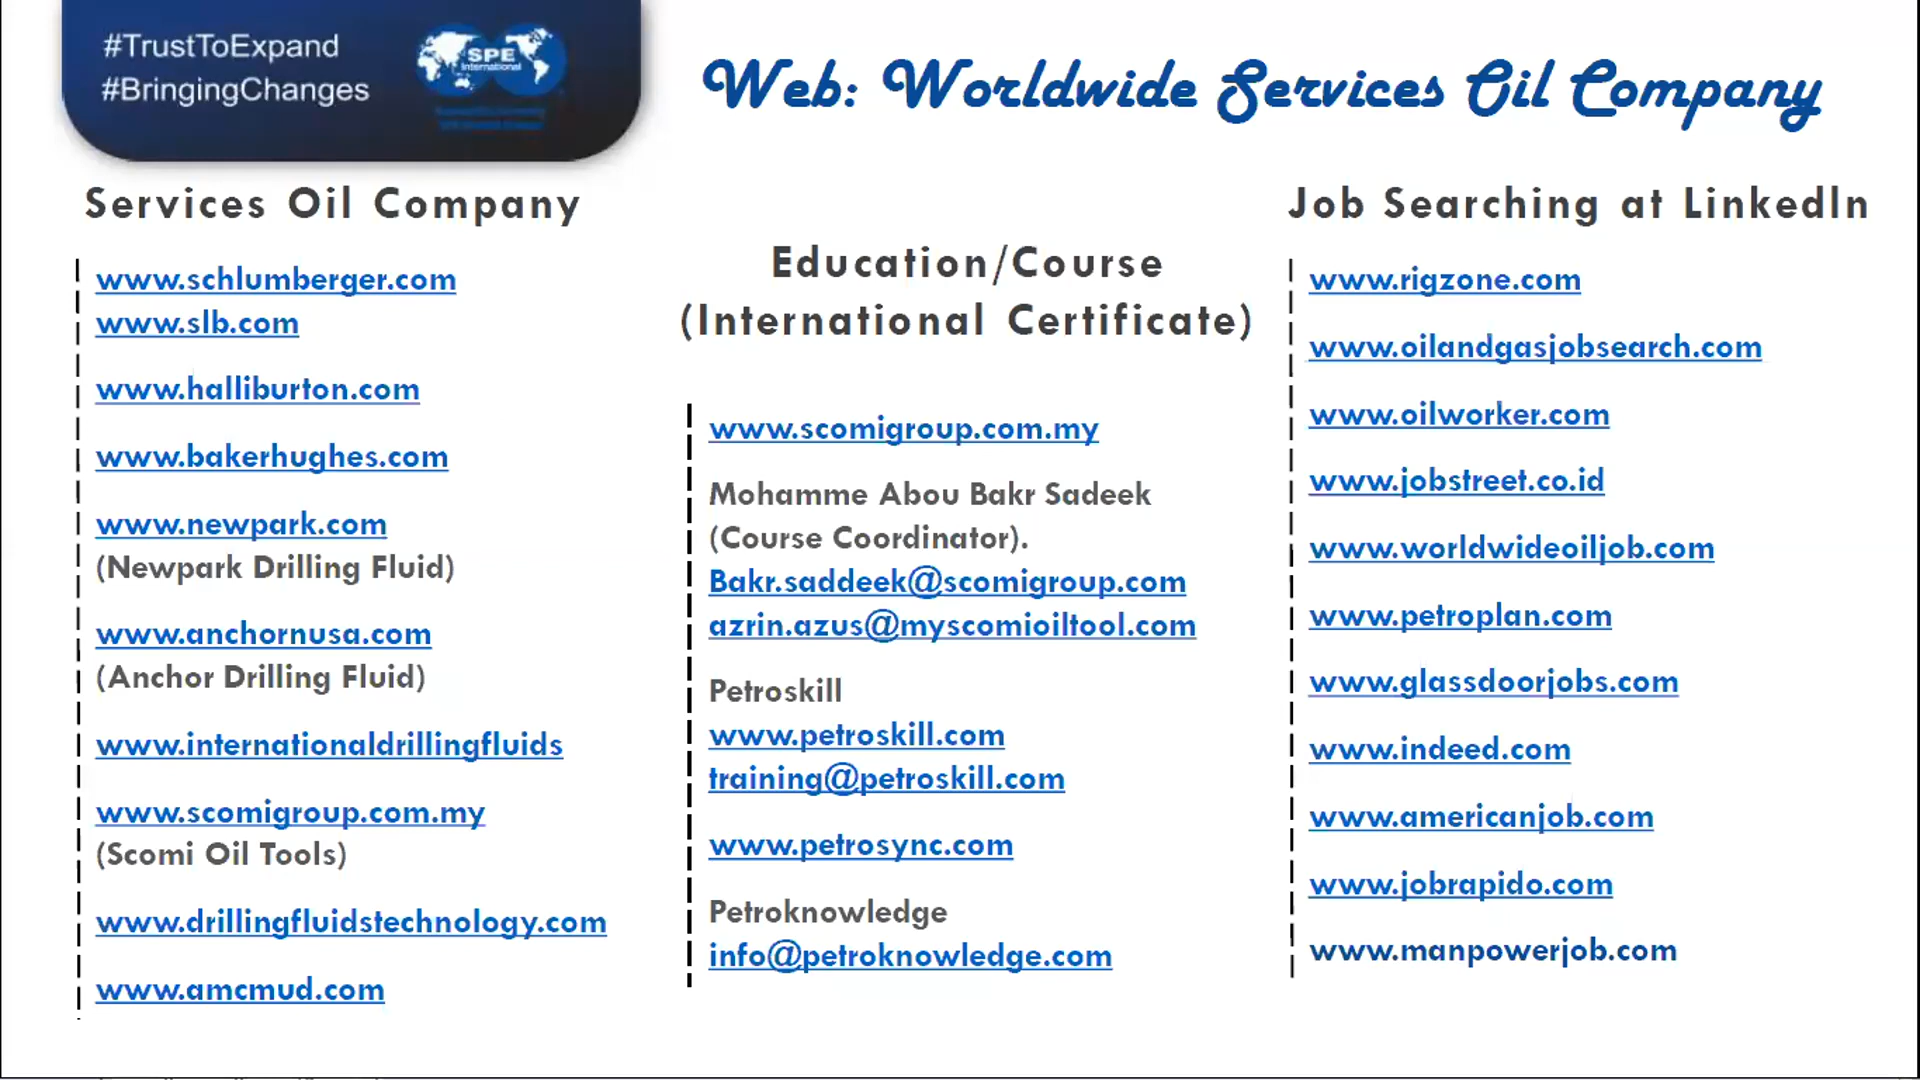 #TrustToExpand
#BringingChanges
SPE
International
Web: Worldwide Services Oil Company
Services Oil Company
www.schlumberger.com
www.slb.com
www.halliburton.com
www.bakerhughes.com
www.newpark.com
(Newpark Drilling Fluid)
www.anchornusa.com
(Anchor Drilling Fluid)
www.internationaldrillingfluids
www.scomigroup.com.my
(Scomi Oil Tools)
www.drillingfluidstechnology.com
www.amcmud.com
Education/Course
(International Certificate)
www.scomigroup.com.my
Mohamme Abou Bakr Sadeek
(Course Coordinator).
Bakr.saddeek@scomigroup.com
azrin.azus@myscomioiltool.com
Petroskill
www.petroskill.com
training@petroskill.com
www.petrosync.com
Petroknowledge
info@petroknowledge.com
Job Searching at LinkedIn
www.rigzone.com
www.oilandgasjobsearch.com
www.oilworker.com
www.jobstreet.co.id
www.worldwideoiljob.com
www.petroplan.com
www.glassdoorjobs.com
www.indeed.com
www.americanjob.com
www.jobrapido.com
www.manpowerjob.com